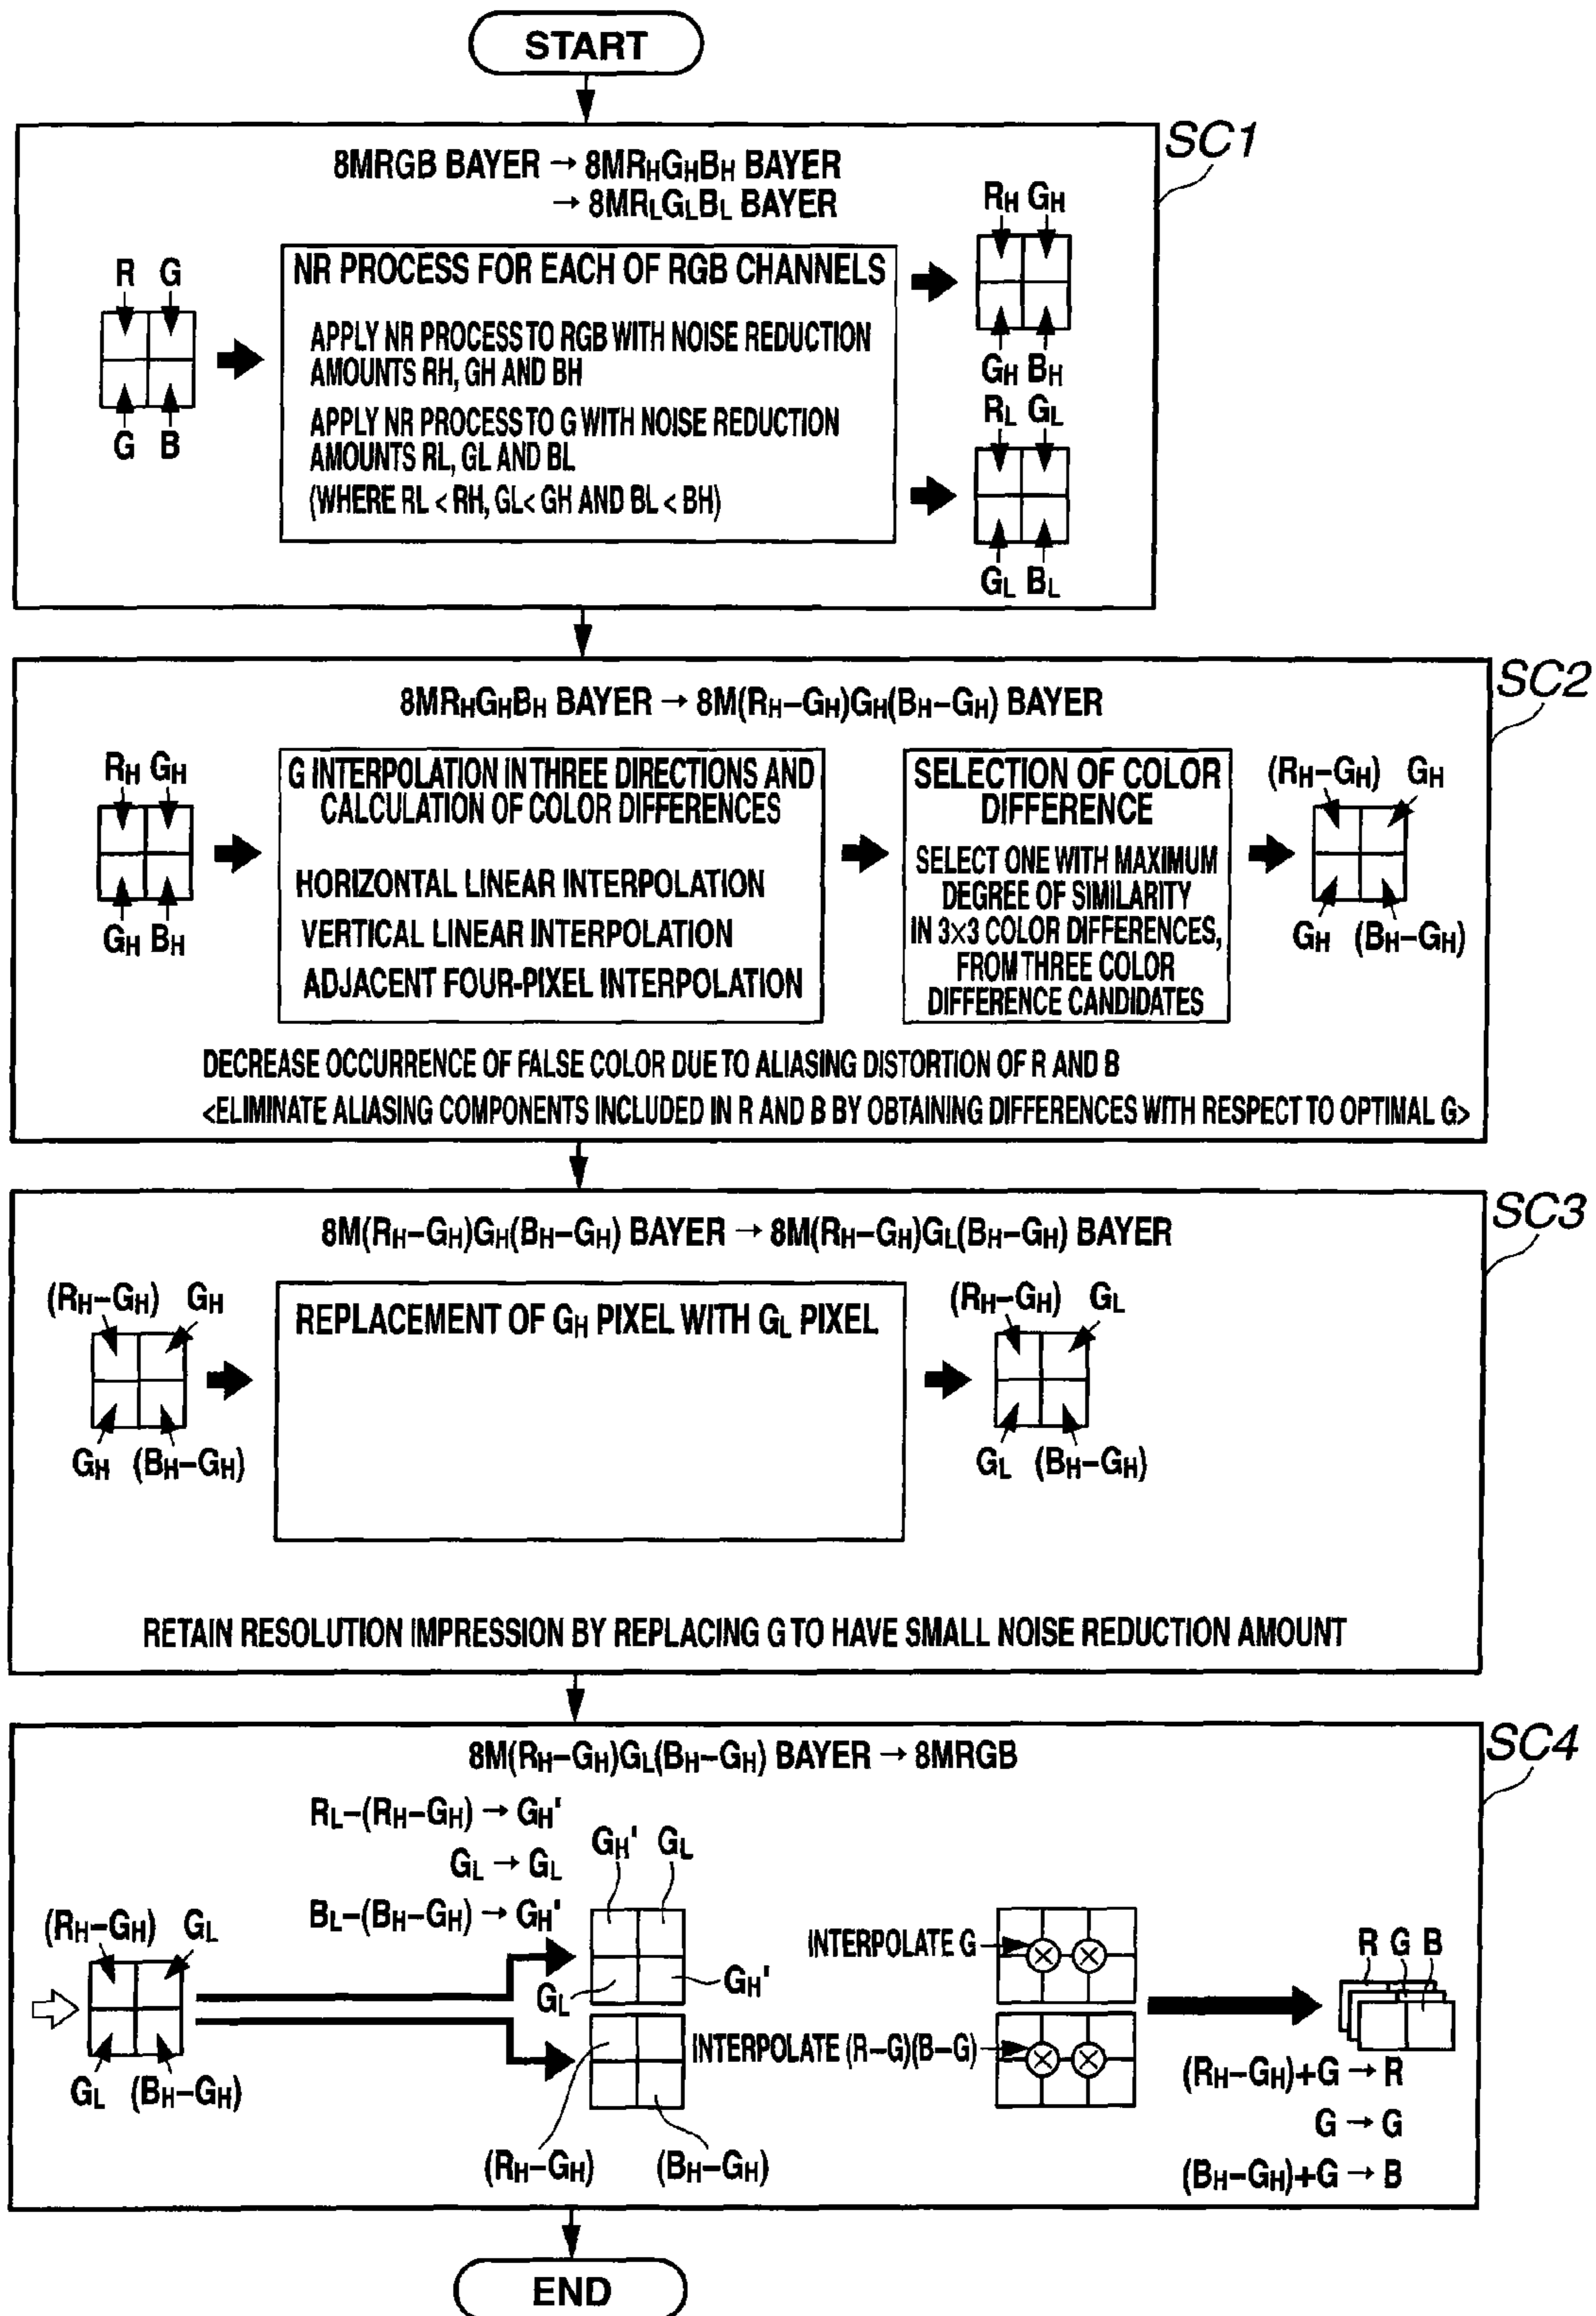 START
SC1
8MRGB BAYER → 8MRHGHBH BAYER
→ 8MRLGLBL BAYER
R G
G B
NR PROCESS FOR EACH OF RGB CHANNELS
APPLY NR PROCESS TO RGB WITH NOISE REDUCTION
AMOUNTS RH, GH AND BH
APPLY NR PROCESS TO G WITH NOISE REDUCTION
AMOUNTS RL, GL AND BL
(WHERE RL < RH, GL< GH AND BL < BH)
RH GH
GH BH
RL GL
GL BL
SC2
8MRHGHBH BAYER → 8M(RH–GH)GH(BH–GH) BAYER
RH GH
GH BH
G INTERPOLATION IN THREE DIRECTIONS AND
CALCULATION OF COLOR DIFFERENCES
HORIZONTAL LINEAR INTERPOLATION
VERTICAL LINEAR INTERPOLATION
ADJACENT FOUR-PIXEL INTERPOLATION
SELECTION OF COLOR
DIFFERENCE
SELECT ONE WITH MAXIMUM
DEGREE OF SIMILARITY
IN 3×3 COLOR DIFFERENCES,
FROM THREE COLOR
DIFFERENCE CANDIDATES
(RH–GH) GH
GH (BH–GH)
DECREASE OCCURRENCE OF FALSE COLOR DUE TO ALIASING DISTORTION OF R AND B
<ELIMINATE ALIASING COMPONENTS INCLUDED IN R AND B BY OBTAINING DIFFERENCES WITH RESPECT TO OPTIMAL G>
SC3
8M(RH–GH)GH(BH–GH) BAYER → 8M(RH–GH)GL(BH–GH) BAYER
(RH–GH) GH
GH (BH–GH)
REPLACEMENT OF GH PIXEL WITH GL PIXEL
(RH–GH) GL
GL (BH–GH)
RETAIN RESOLUTION IMPRESSION BY REPLACING G TO HAVE SMALL NOISE REDUCTION AMOUNT
SC4
8M(RH–GH)GL(BH–GH) BAYER → 8MRGB
RL–(RH–GH) → GH'
GL → GL
BL–(BH–GH) → GH'
(RH–GH) GL
GL (BH–GH)
GH' GL
GL GH'
(RH–GH) (BH–GH)
INTERPOLATE G
INTERPOLATE (R–G)(B–G)
R G B
(RH–GH)+G → R
G → G
(BH–GH)+G → B
END